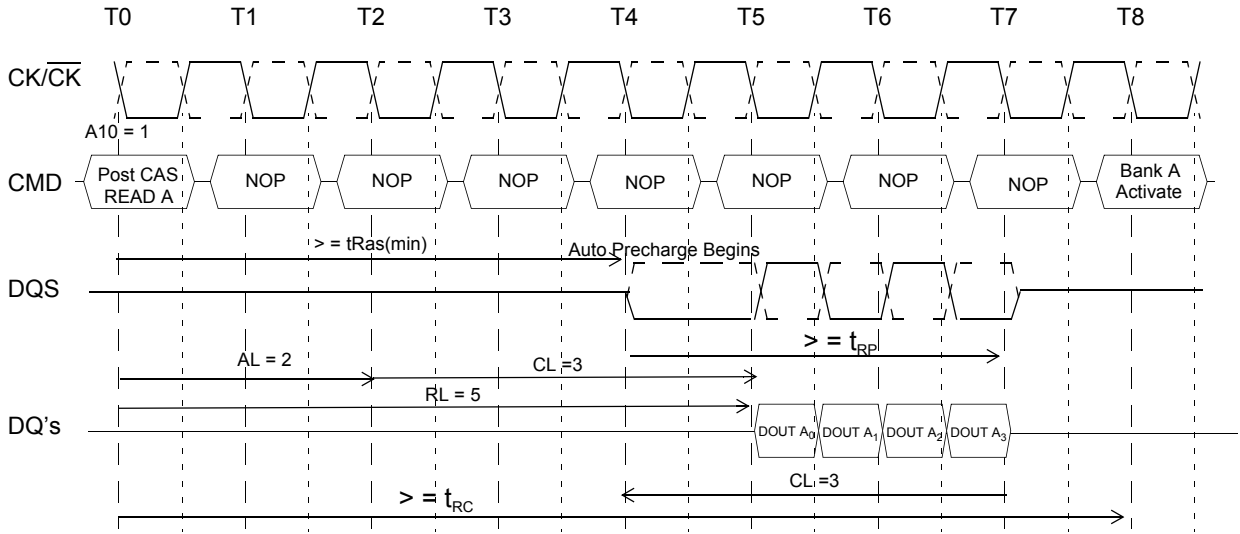 T0 T1 T2 T3 T4 T5 T6 T7 T8
CK/CK
A10 = 1
CMD
Post CAS
READ A
NOP NOP NOP NOP NOP NOP NOP
Bank A
Activate
> = tRas(min)
Auto Precharge Begins
DQS
> = tRP
AL = 2
CL =3
RL = 5
DQ's
DOUT A0 DOUT A1 DOUT A2 DOUT A3
CL =3
> = tRC